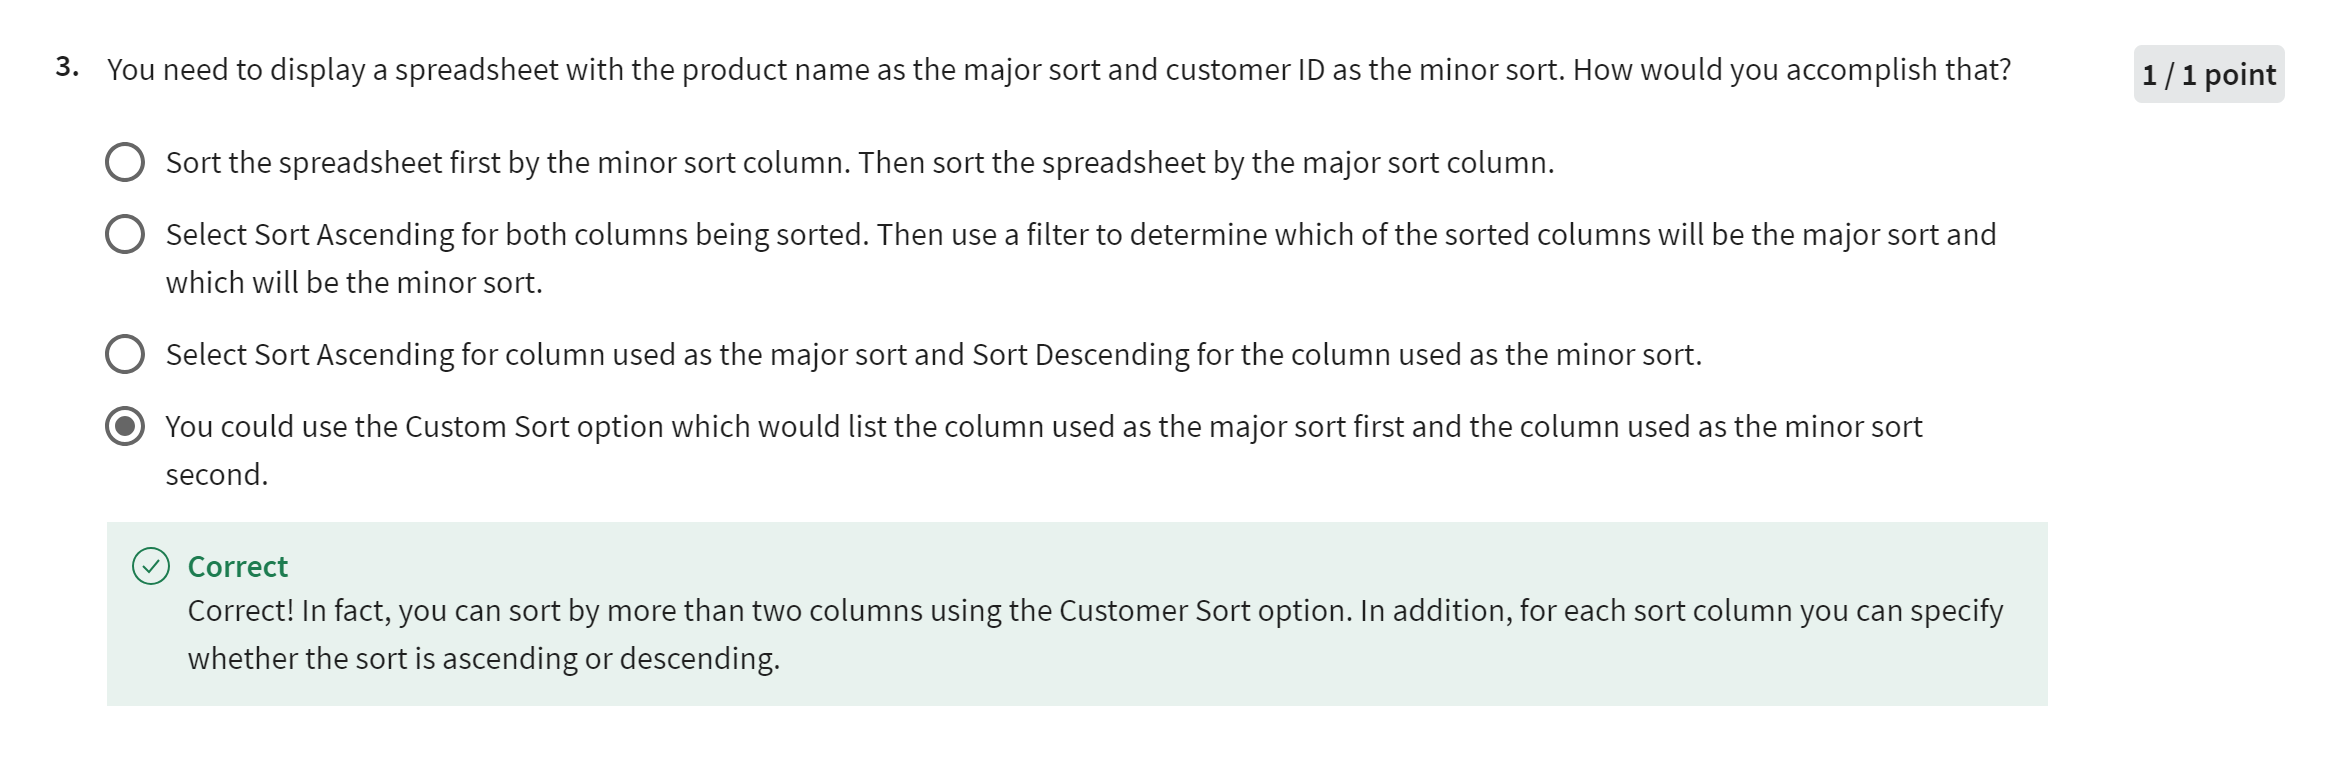 3. You need to display a spreadsheet with the product name as the major sort and customer ID as the minor sort. How would you accomplish that?
1 / 1 point
Sort the spreadsheet first by the minor sort column. Then sort the spreadsheet by the major sort column.
Select Sort Ascending for both columns being sorted. Then use a filter to determine which of the sorted columns will be the major sort and
which will be the minor sort.
Select Sort Ascending for column used as the major sort and Sort Descending for the column used as the minor sort.
You could use the Custom Sort option which would list the column used as the major sort first and the column used as the minor sort
second.
Correct
Correct! In fact, you can sort by more than two columns using the Customer Sort option. In addition, for each sort column you can specify
whether the sort is ascending or descending.